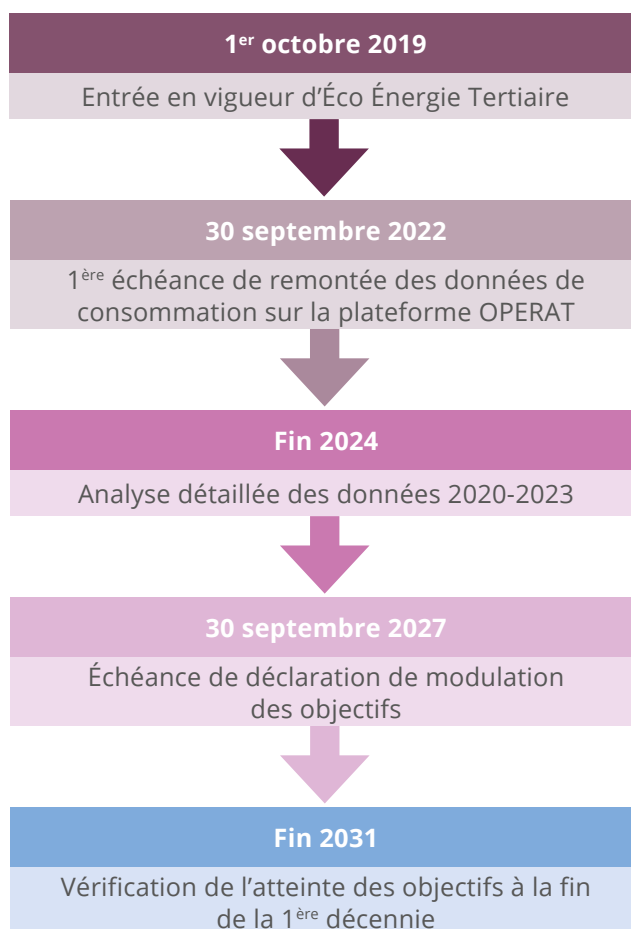 1er octobre 2019
Entrée en vigueur d’Éco Énergie Tertiaire
30 septembre 2022
1ère échéance de remontée des données de
consommation sur la plateforme OPERAT
Fin 2024
Analyse détaillée des données 2020-2023
30 septembre 2027
Échéance de déclaration de modulation
des objectifs
Fin 2031
Vérification de l’atteinte des objectifs à la fin
de la 1ère décennie